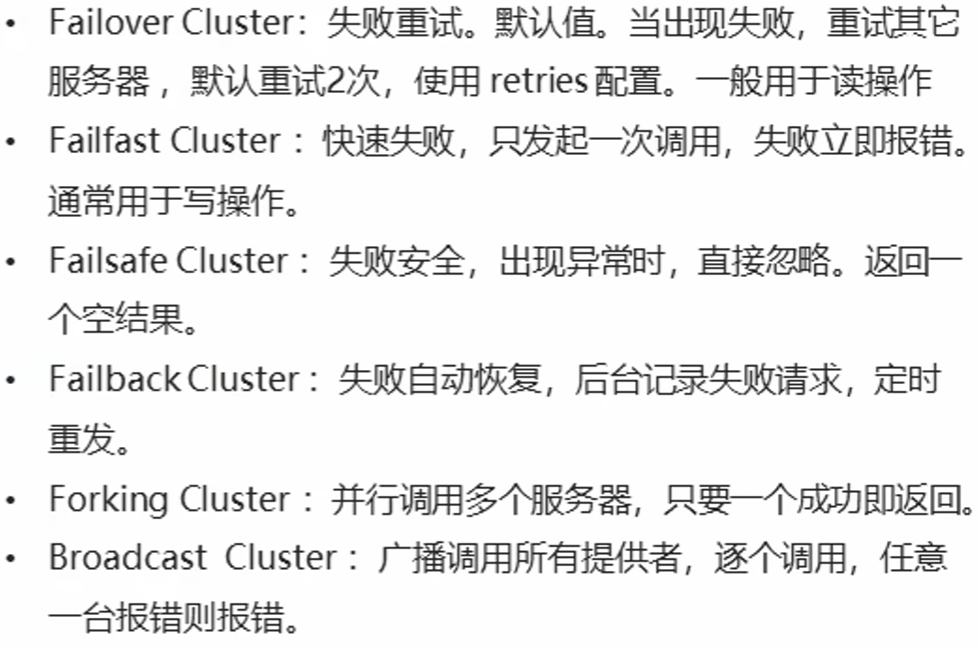 • Failover Cluster：失败重试。默认值。当出现失败，重试其它
服务器 ，默认重试2次，使用 retries 配置。一般用于读操作
• Failfast Cluster ：快速失败，只发起一次调用，失败立即报错。
通常用于写操作。
• Failsafe Cluster ：失败安全，出现异常时，直接忽略。返回一
个空结果。
• Failback Cluster ：失败自动恢复，后台记录失败请求，定时
重发。
• Forking Cluster ：并行调用多个服务器，只要一个成功即返回。
• Broadcast Cluster ：广播调用所有提供者，逐个调用，任意
一台报错则报错。